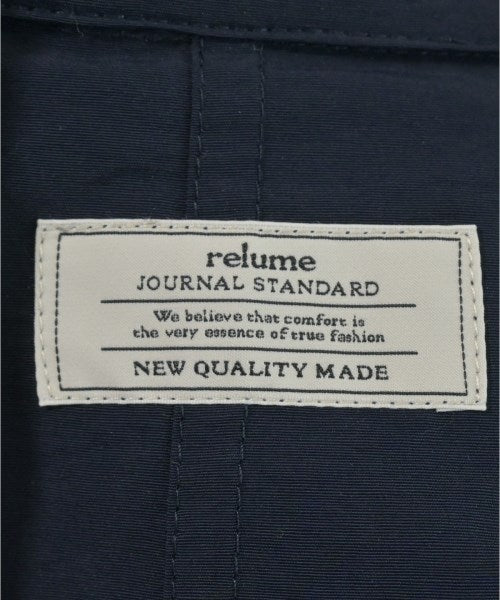 relume
JOURNAL STANDARD
We believe that comfort is
the very essence of true fashion
NEW QUALITY MADE